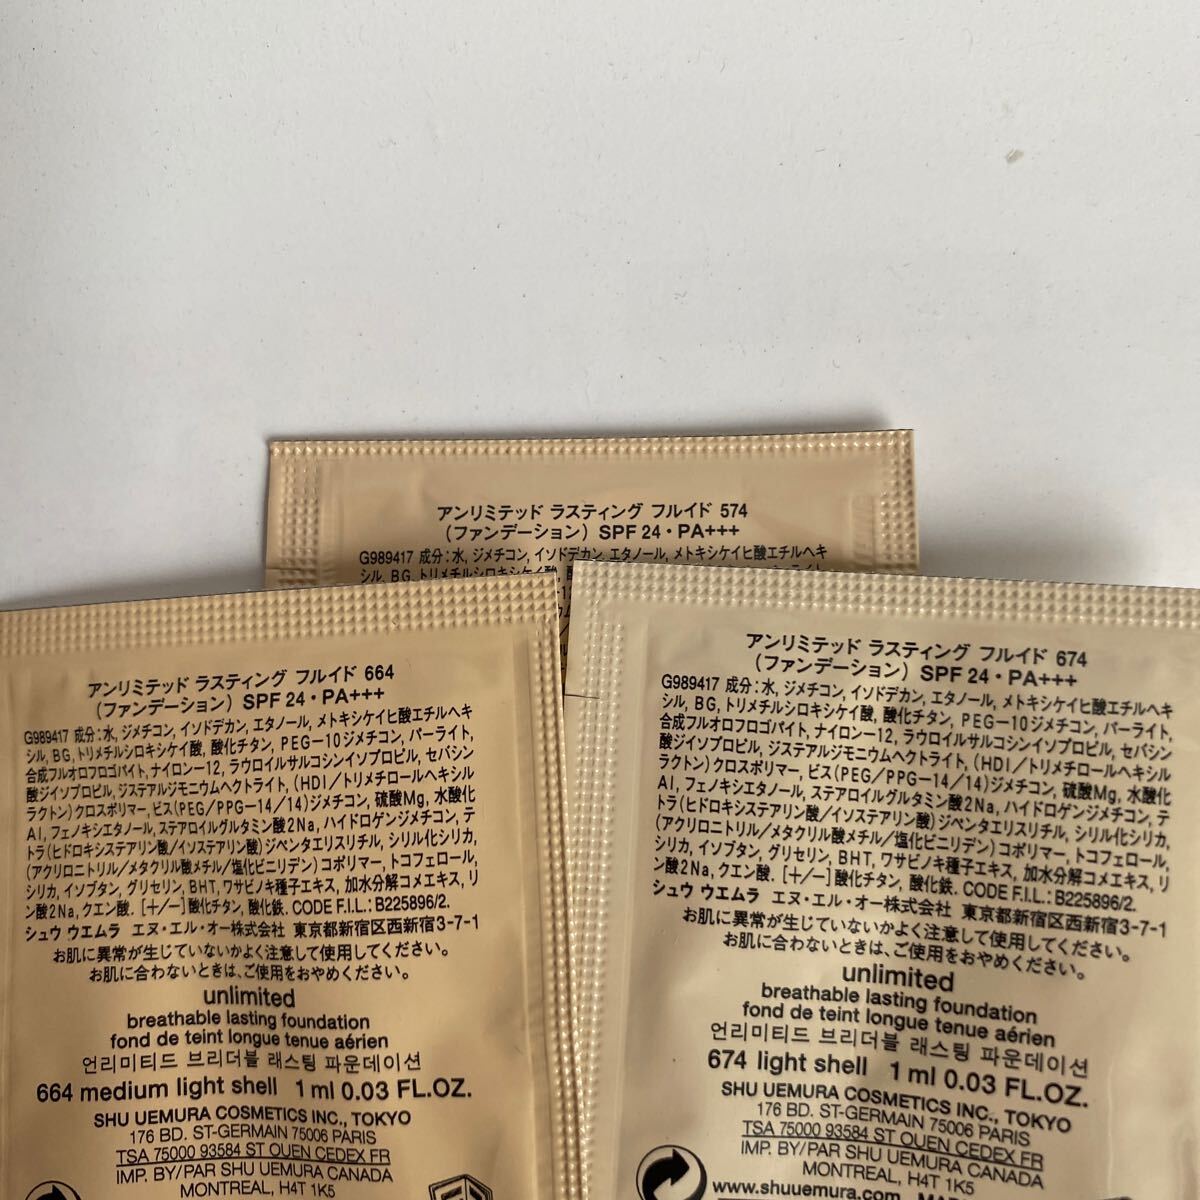 アンリミテッド ラスティング フルイド 574
（ファンデーション）SPF 24・PA+++
G989417 成分：水, ジメチコン, イソドデカン, エタノール, メトキシケイヒ酸エチルヘキ
シル, BG, トリメチルシロキシケイ酸,
アンリミテッド ラスティング フルイド 664
（ファンデーション）SPF 24・PA+++
G989417 成分：水, ジメチコン, イソドデカン, エタノール, メトキシケイヒ酸エチルヘキ
シル, BG, トリメチルシロキシケイ酸, 酸化チタン, PEG－10ジメチコン, パーライト,
合成フルオロフロゴパイト, ナイロン－12, ラウロイルサルコシンイソプロピル, セバシン
酸ジイソプロピル, ジステアルジモニウムヘクトライト, (HDI／トリメチロールヘキシル
ラクトン)クロスポリマー, ビス(PEG／PPG－14／14)ジメチコン, 硫酸Mg, 水酸化
Al, フェノキシエタノール, ステアロイルグルタミン酸2Na, ハイドロゲンジメチコン, テ
トラ(ヒドロキシステアリン酸／イソステアリン酸)ジペンタエリスリチル, シリル化シリカ,
(アクリロニトリル／メタクリル酸メチル／塩化ビニリデン)コポリマー, トコフェロール,
シリカ, イソブタン, グリセリン, BHT, ワサビノキ種子エキス, 加水分解コメエキス, リ
ン酸2Na, クエン酸. [＋/－]酸化チタン, 酸化鉄. CODE F.I.L.: B225896/2.
シュウ ウエムラ エヌ・エル・オー株式会社 東京都新宿区西新宿3-7-1
お肌に異常が生じていないかよく注意して使用してください。
お肌に合わないときは、ご使用をおやめください。
unlimited
breathable lasting foundation
fond de teint longue tenue aérien
언리미티드 브리더블 래스팅 파운데이션
664 medium light shell 1 ml 0.03 FL.OZ.
SHU UEMURA COSMETICS INC., TOKYO
176 BD. ST-GERMAIN 75006 PARIS
TSA 75000 93584 ST OUEN CEDEX FR
IMP. BY/PAR SHU UEMURA CANADA
MONTREAL, H4T 1K5
アンリミテッド ラスティング フルイド 674
（ファンデーション）SPF 24・PA+++
G989417 成分：水, ジメチコン, イソドデカン, エタノール, メトキシケイヒ酸エチルヘキ
シル, BG, トリメチルシロキシケイ酸, 酸化チタン, PEG－10ジメチコン, パーライト,
合成フルオロフロゴパイト, ナイロン－12, ラウロイルサルコシンイソプロピル, セバシン
酸ジイソプロピル, ジステアルジモニウムヘクトライト, (HDI／トリメチロールヘキシル
ラクトン)クロスポリマー, ビス(PEG／PPG－14／14)ジメチコン, 硫酸Mg, 水酸化
Al, フェノキシエタノール, ステアロイルグルタミン酸2Na, ハイドロゲンジメチコン, テ
トラ(ヒドロキシステアリン酸／イソステアリン酸)ジペンタエリスリチル, シリル化シリカ,
(アクリロニトリル／メタクリル酸メチル／塩化ビニリデン)コポリマー, トコフェロール,
シリカ, イソブタン, グリセリン, BHT, ワサビノキ種子エキス, 加水分解コメエキス, リ
ン酸2Na, クエン酸. [＋/－]酸化チタン, 酸化鉄. CODE F.I.L.: B225896/2.
シュウ ウエムラ エヌ・エル・オー株式会社 東京都新宿区西新宿3-7-1
お肌に異常が生じていないかよく注意して使用してください。
お肌に合わないときは、ご使用をおやめください。
unlimited
breathable lasting foundation
fond de teint longue tenue aérien
언리미티드 브리더블 래스팅 파운데이션
674 light shell 1 ml 0.03 FL.OZ.
SHU UEMURA COSMETICS INC., TOKYO
176 BD. ST-GERMAIN 75006 PARIS
TSA 75000 93584 ST OUEN CEDEX FR
IMP. BY/PAR SHU UEMURA CANADA
MONTREAL, H4T 1K5
www.shuuemura.com